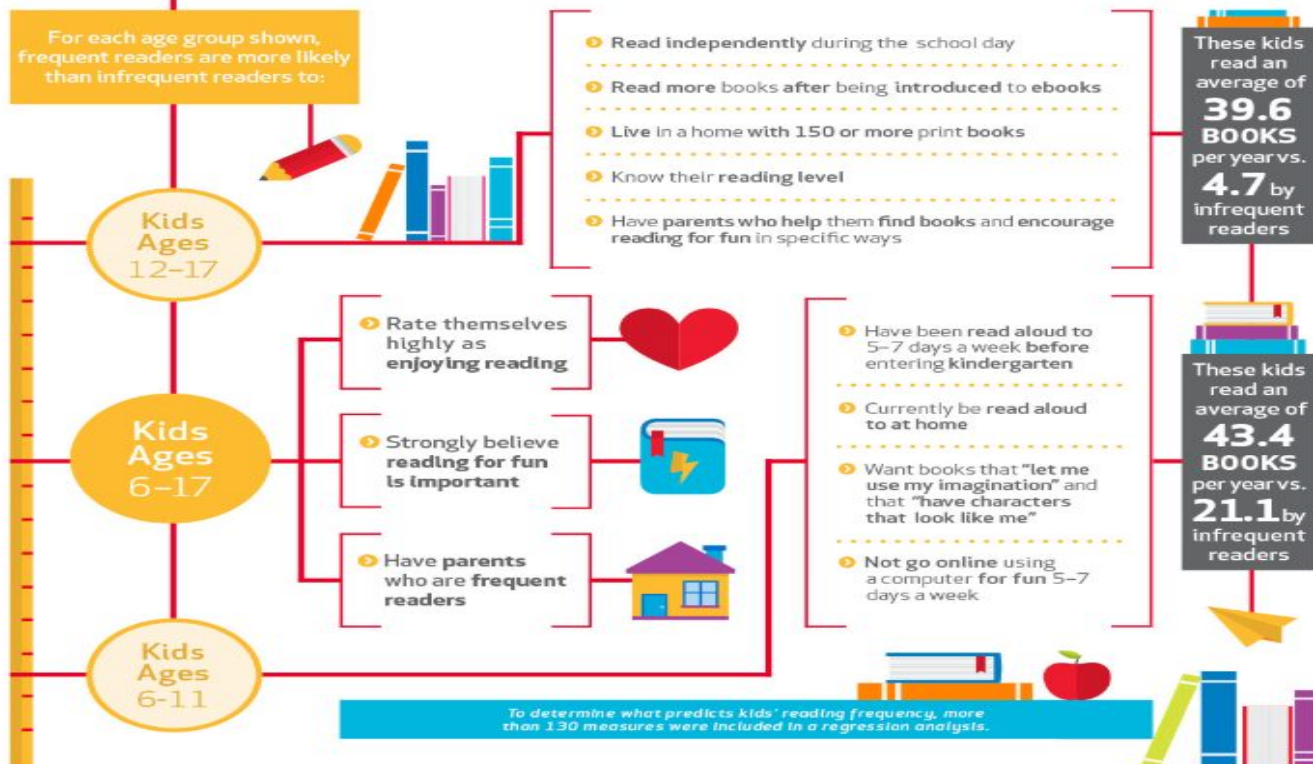 For each age group shown,
frequent readers are more likely
than infrequent readers to:
Kids
Ages
12–17
Read independently during the school day
Read more books after being introduced to ebooks
Live in a home with 150 or more print books
Know their reading level
Have parents who help them find books and encourage
reading for fun in specific ways
These kids
read an
average of
39.6
BOOKS
per year vs.
4.7 by
infrequent
readers
Kids
Ages
6–17
Rate themselves
highly as
enjoying reading
Strongly believe
reading for fun
is important
Have parents
who are frequent
readers
Kids
Ages
6-11
Have been read aloud to
5–7 days a week before
entering kindergarten
Currently be read aloud
to at home
Want books that "let me
use my imagination" and
that "have characters
that look like me"
Not go online using
a computer for fun 5–7
days a week
These kids
read an
average of
43.4
BOOKS
per year vs.
21.1 by
infrequent
readers
To determine what predicts kids' reading frequency, more
than 130 measures were included in a regression analysis.